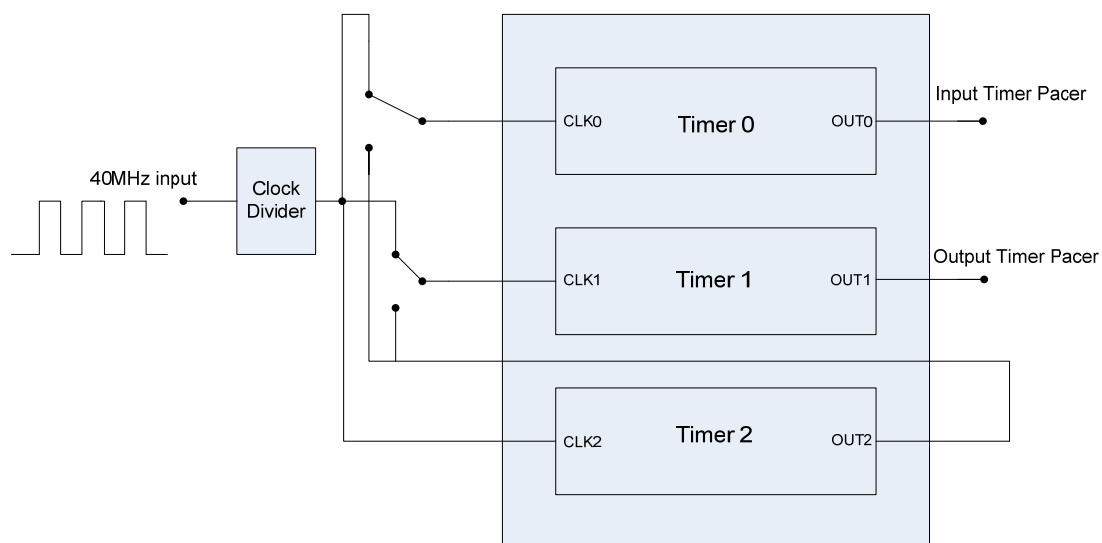 Input Timer Pacer
CLK0
Timer 0
OUT0
40MHz input
Clock
Divider
Output Timer Pacer
CLK1
Timer 1
OUT1
CLK2
Timer 2
OUT2